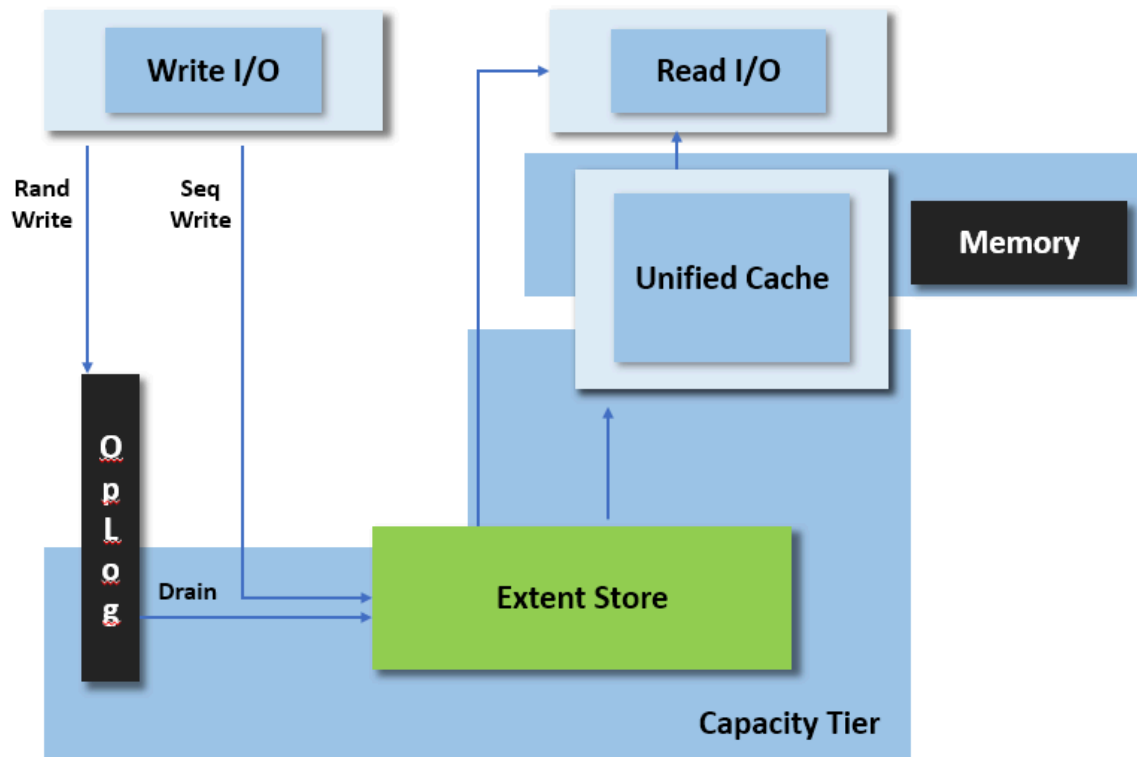 Write I/O
Read I/O
Rand
Write
Seq
Write
Unified Cache
Memory
O
p
L
o
g
Drain
Extent Store
Capacity Tier